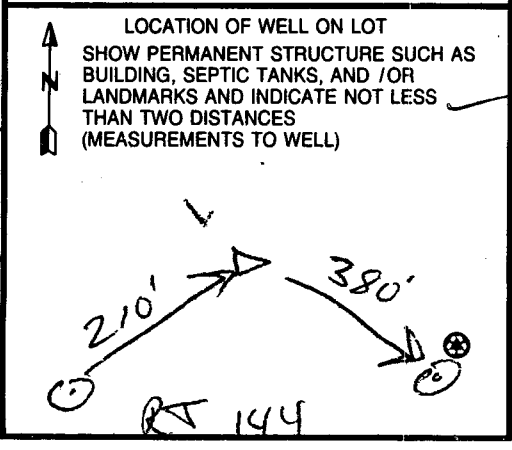 LOCATION OF WELL ON LOT
SHOW PERMANENT STRUCTURE SUCH AS
BUILDING, SEPTIC TANKS, AND /OR
LANDMARKS AND INDICATE NOT LESS
THAN TWO DISTANCES
(MEASUREMENTS TO WELL)
N
210'
380'
RT 144